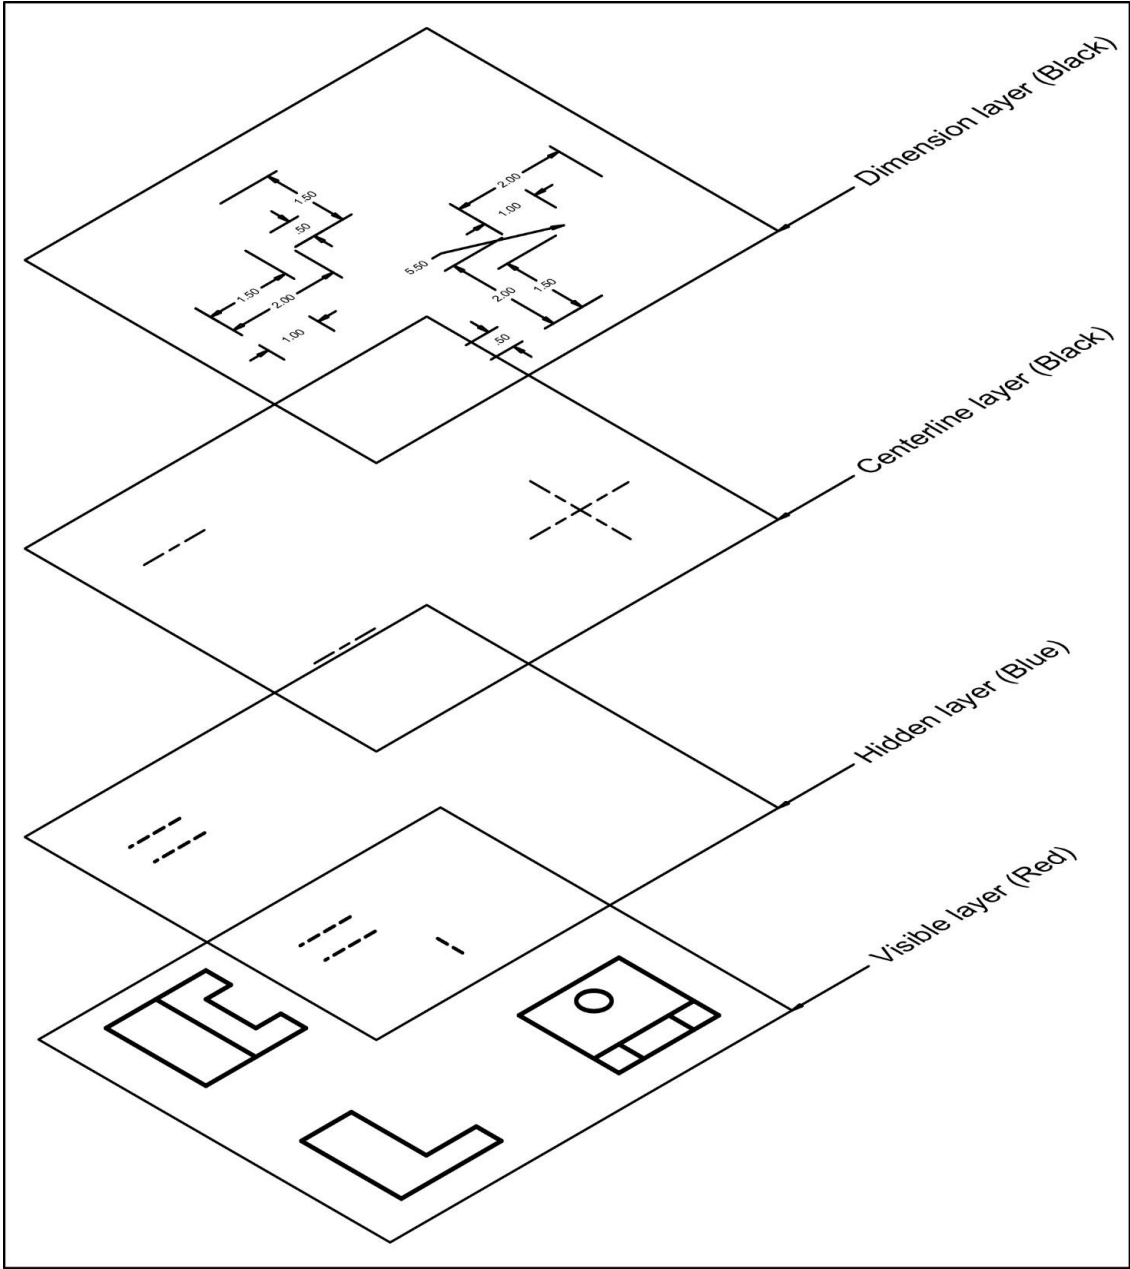 Dimension layer (Black)
2.00
1.50
1.00
.50
5.50
1.50
2.00
1.50
2.00
1.00
.50
Centerline layer (Black)
Hidden layer (Blue)
Visible layer (Red)